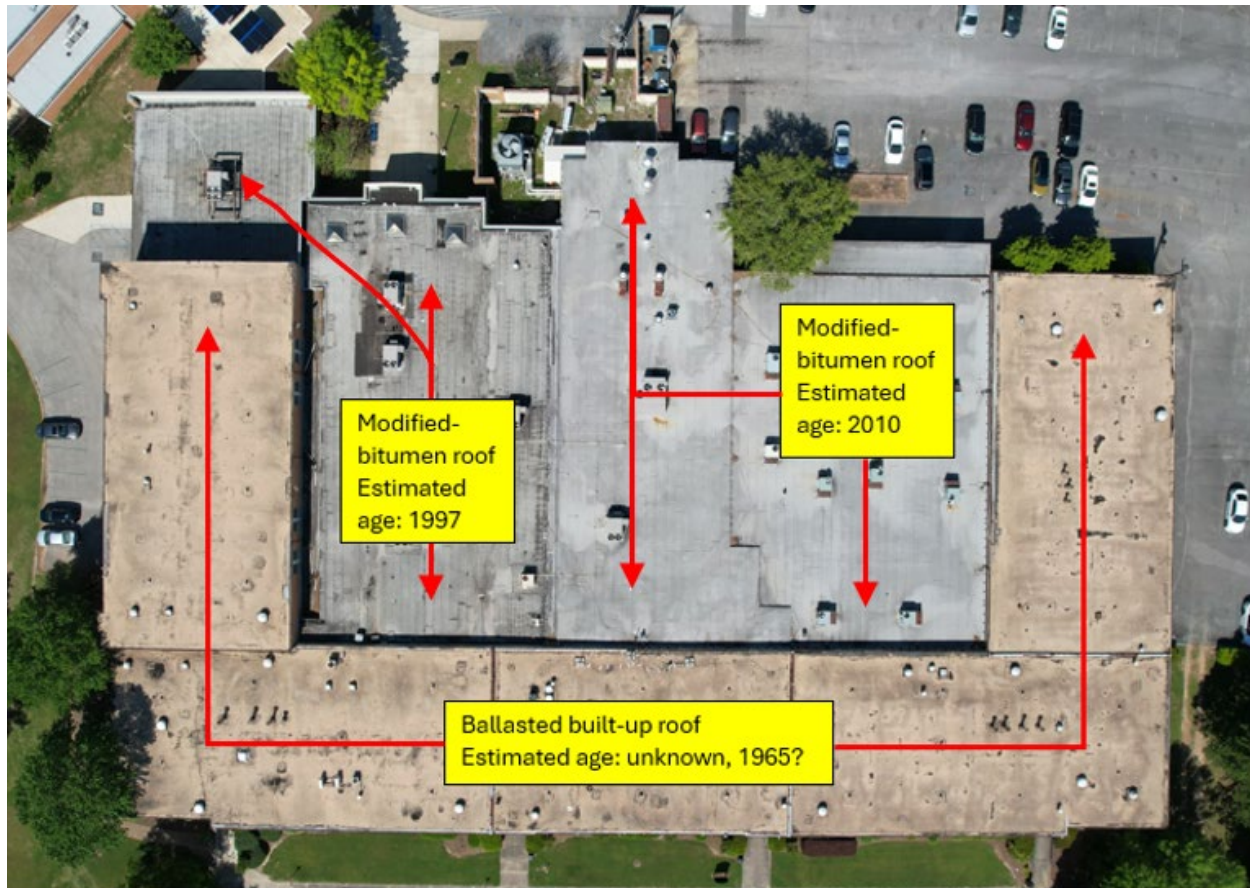 Modified-
bitumen roof
Estimated
age: 2010
Modified-
bitumen roof
Estimated
age: 1997
Ballasted built-up roof
Estimated age: unknown, 1965?